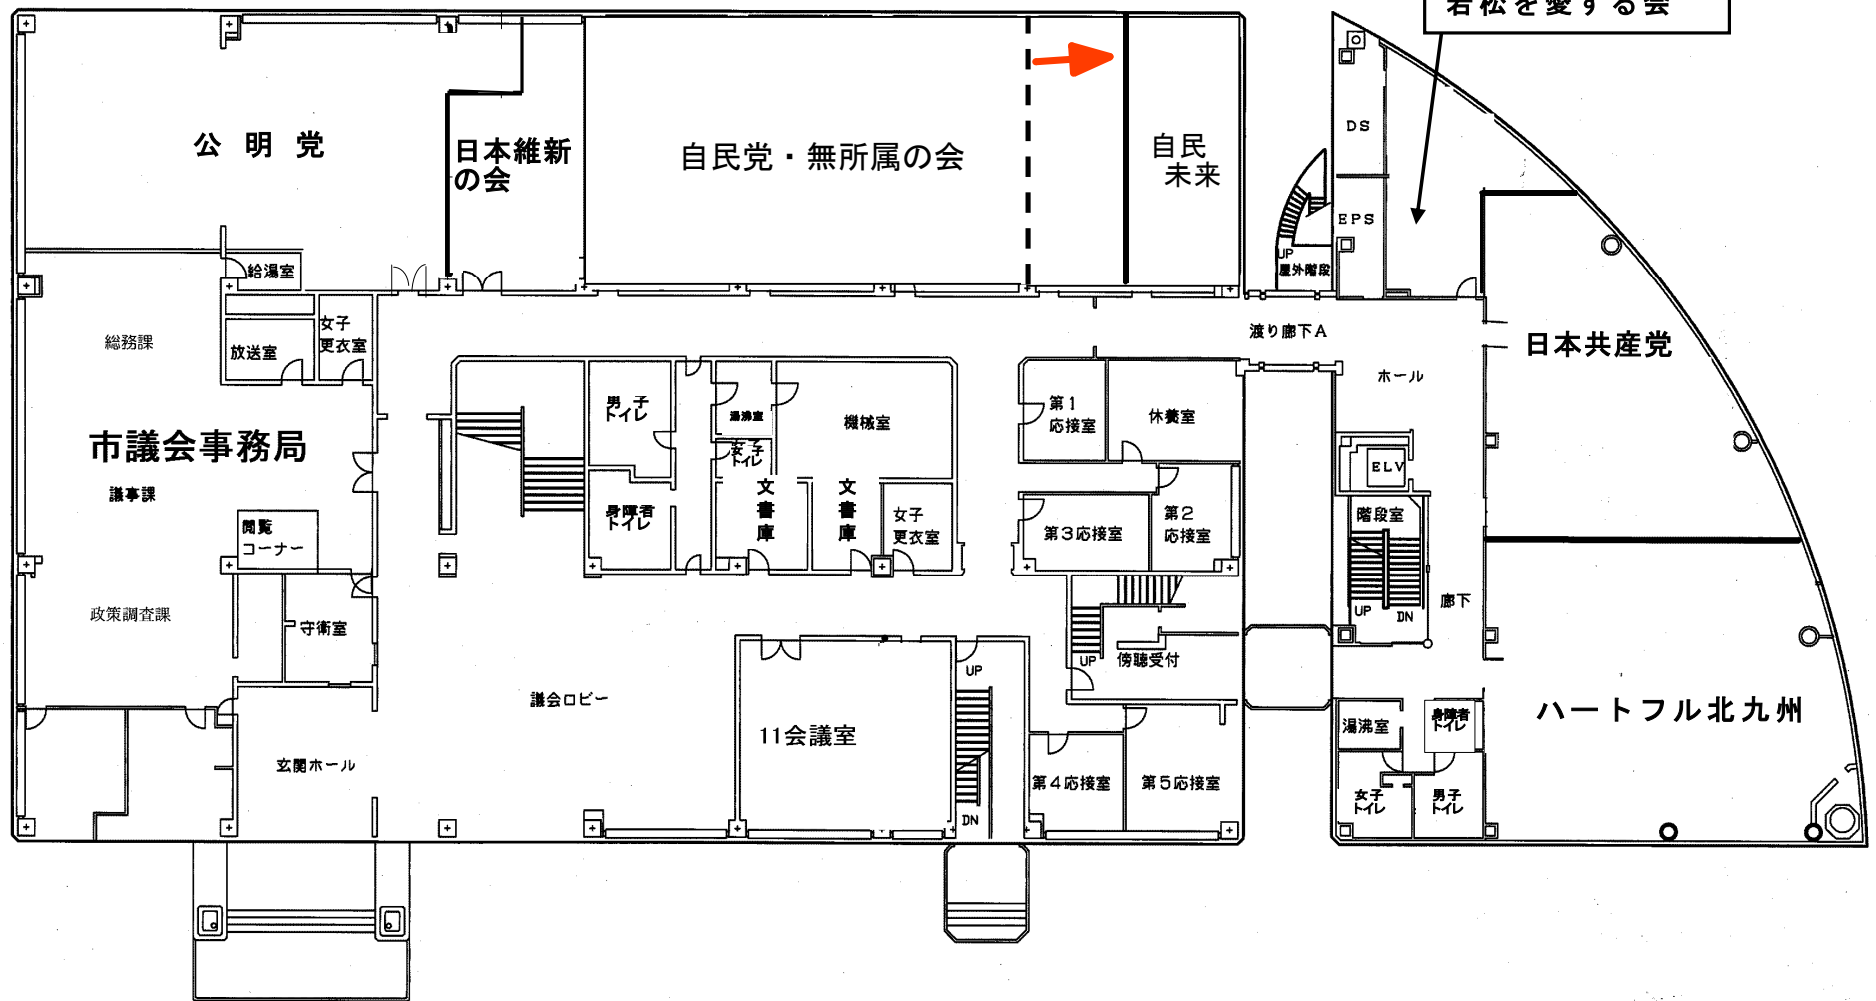 若松を愛する会
公明党
日本維新
の会
自民党・無所属の会
自民
未来
DS
EPS
UP
屋外階段
給湯室
総務課
放送室
女子
更衣室
渡り廊下A
日本共産党
ホール
市議会事務局
議事課
男子
トイレ
湯沸室
女子
トイレ
機械室
第1
応接室
休養室
ELV
閲覧
コーナー
身障者
トイレ
文書庫
文書庫
女子
更衣室
第3応接室
第2
応接室
階段室
UP
DN
廊下
政策調査課
守衛室
UP
UP
傍聴受付
議会ロビー
11会議室
玄関ホール
DN
第4応接室
第5応接室
湯沸室
身障者
トイレ
女子
トイレ
男子
トイレ
ハートフル北九州